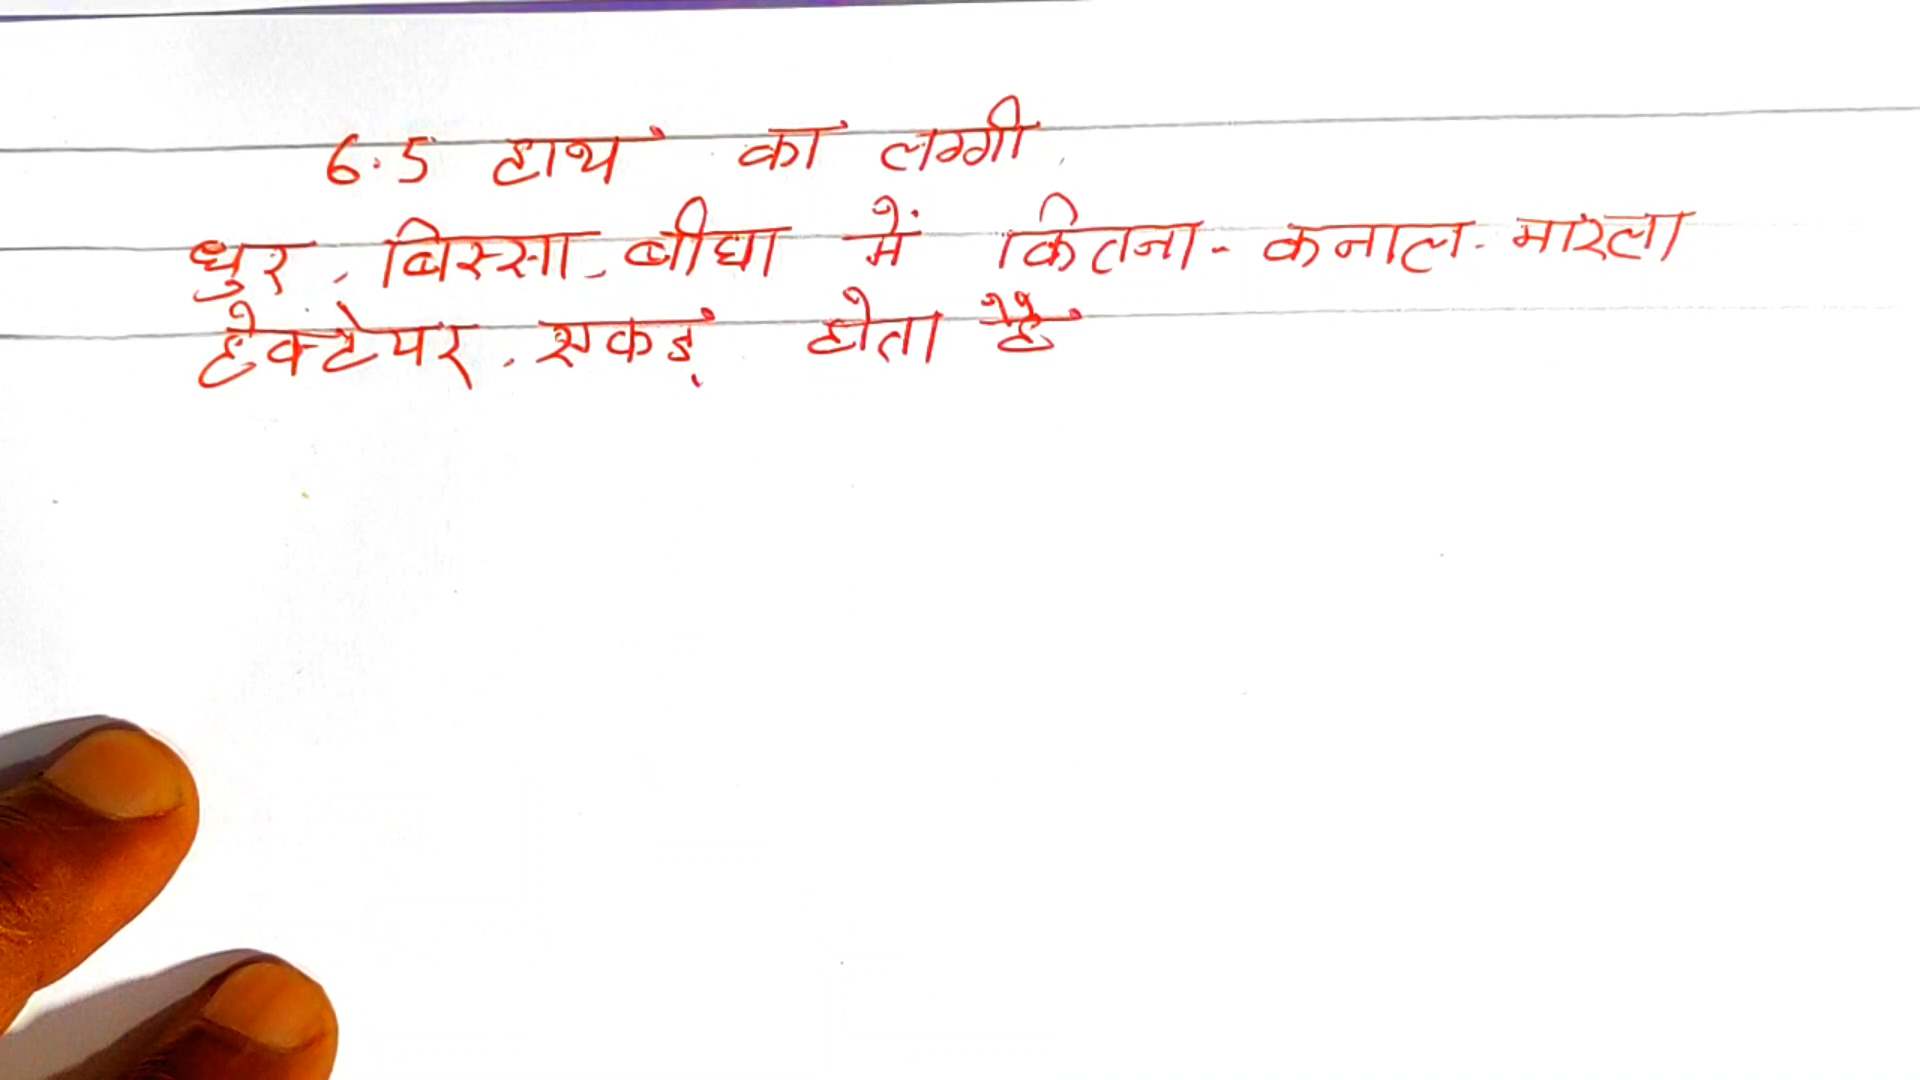 6.5 हाथ का लग्गी
धुर, बिस्सा, बीघा में कितना - कनाल - मारला
हेक्टेयर, एकड़ होता है